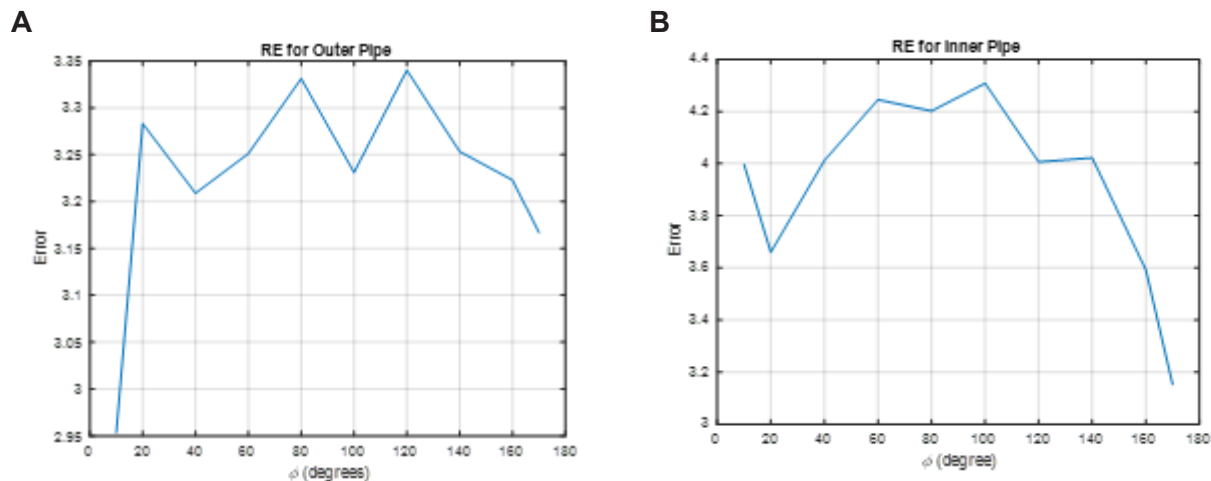 A
RE for Outer Pipe
3.35
3.3
3.25
3.2
3.15
3.1
3.05
3
2.95
0 20 40 60 80 100 120 140 160 180
Error
ϕ (degrees)
B
RE for Inner Pipe
4.4
4.2
4
3.8
3.6
3.4
3.2
3
0 20 40 60 80 100 120 140 160 180
Error
ϕ (degree)